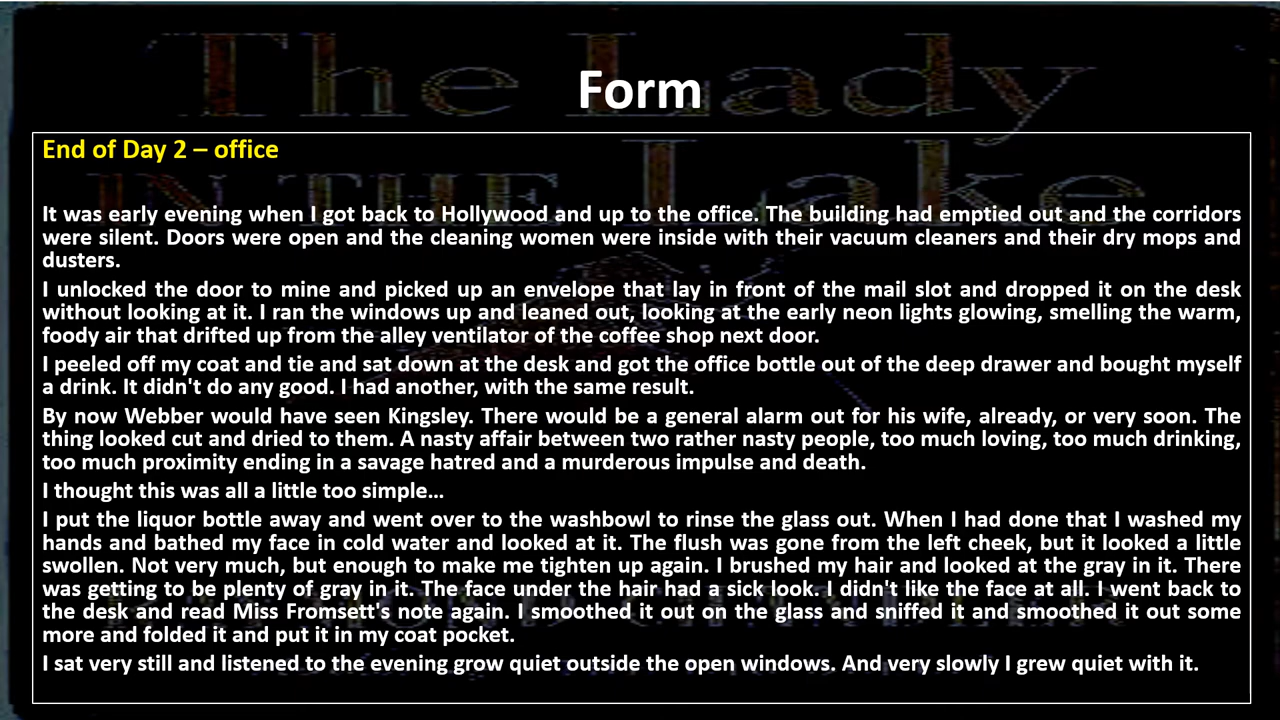 The Lady
Form
IN THE Lake
End of Day 2 – office
It was early evening when I got back to Hollywood and up to the office. The building had emptied out and the corridors
were silent. Doors were open and the cleaning women were inside with their vacuum cleaners and their dry mops and
dusters.
I unlocked the door to mine and picked up an envelope that lay in front of the mail slot and dropped it on the desk
without looking at it. I ran the windows up and leaned out, looking at the early neon lights glowing, smelling the warm,
foody air that drifted up from the alley ventilator of the coffee shop next door.
I peeled off my coat and tie and sat down at the desk and got the office bottle out of the deep drawer and bought myself
a drink. It didn't do any good. I had another, with the same result.
By now Webber would have seen Kingsley. There would be a general alarm out for his wife, already, or very soon. The
thing looked cut and dried to them. A nasty affair between two rather nasty people, too much loving, too much drinking,
too much proximity ending in a savage hatred and a murderous impulse and death.
I thought this was all a little too simple…
I put the liquor bottle away and went over to the washbowl to rinse the glass out. When I had done that I washed my
hands and bathed my face in cold water and looked at it. The flush was gone from the left cheek, but it looked a little
swollen. Not very much, but enough to make me tighten up again. I brushed my hair and looked at the gray in it. There
was getting to be plenty of gray in it. The face under the hair had a sick look. I didn't like the face at all. I went back to
the desk and read Miss Fromsett's note again. I smoothed it out on the glass and sniffed it and smoothed it out some
more and folded it and put it in my coat pocket.
I sat very still and listened to the evening grow quiet outside the open windows. And very slowly I grew quiet with it.